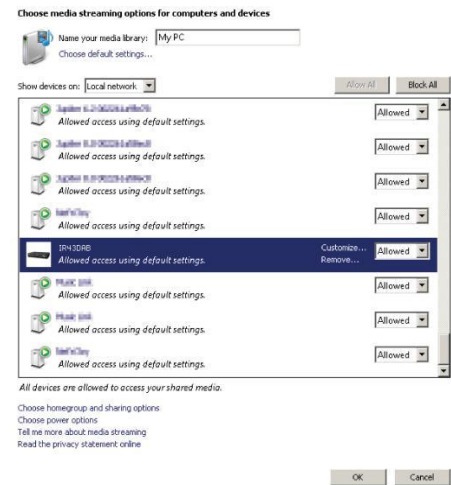 Choose media streaming options for computers and devices
Name your media library: My PC
Choose default settings...
Show devices on: Local network Allow All Block All
Allowed
Allowed access using default settings.
Allowed
Allowed access using default settings.
Allowed
Allowed access using default settings.
Allowed
Allowed access using default settings.
IR43DAB Customize... Allowed
Allowed access using default settings. Remove...
Allowed
Allowed access using default settings.
Allowed
Allowed access using default settings.
Allowed
Allowed access using default settings.
All devices are allowed to access your shared media.
Choose homegroup and sharing options
Choose power options
Tell me more about media streaming
Read the privacy statement online
OK Cancel